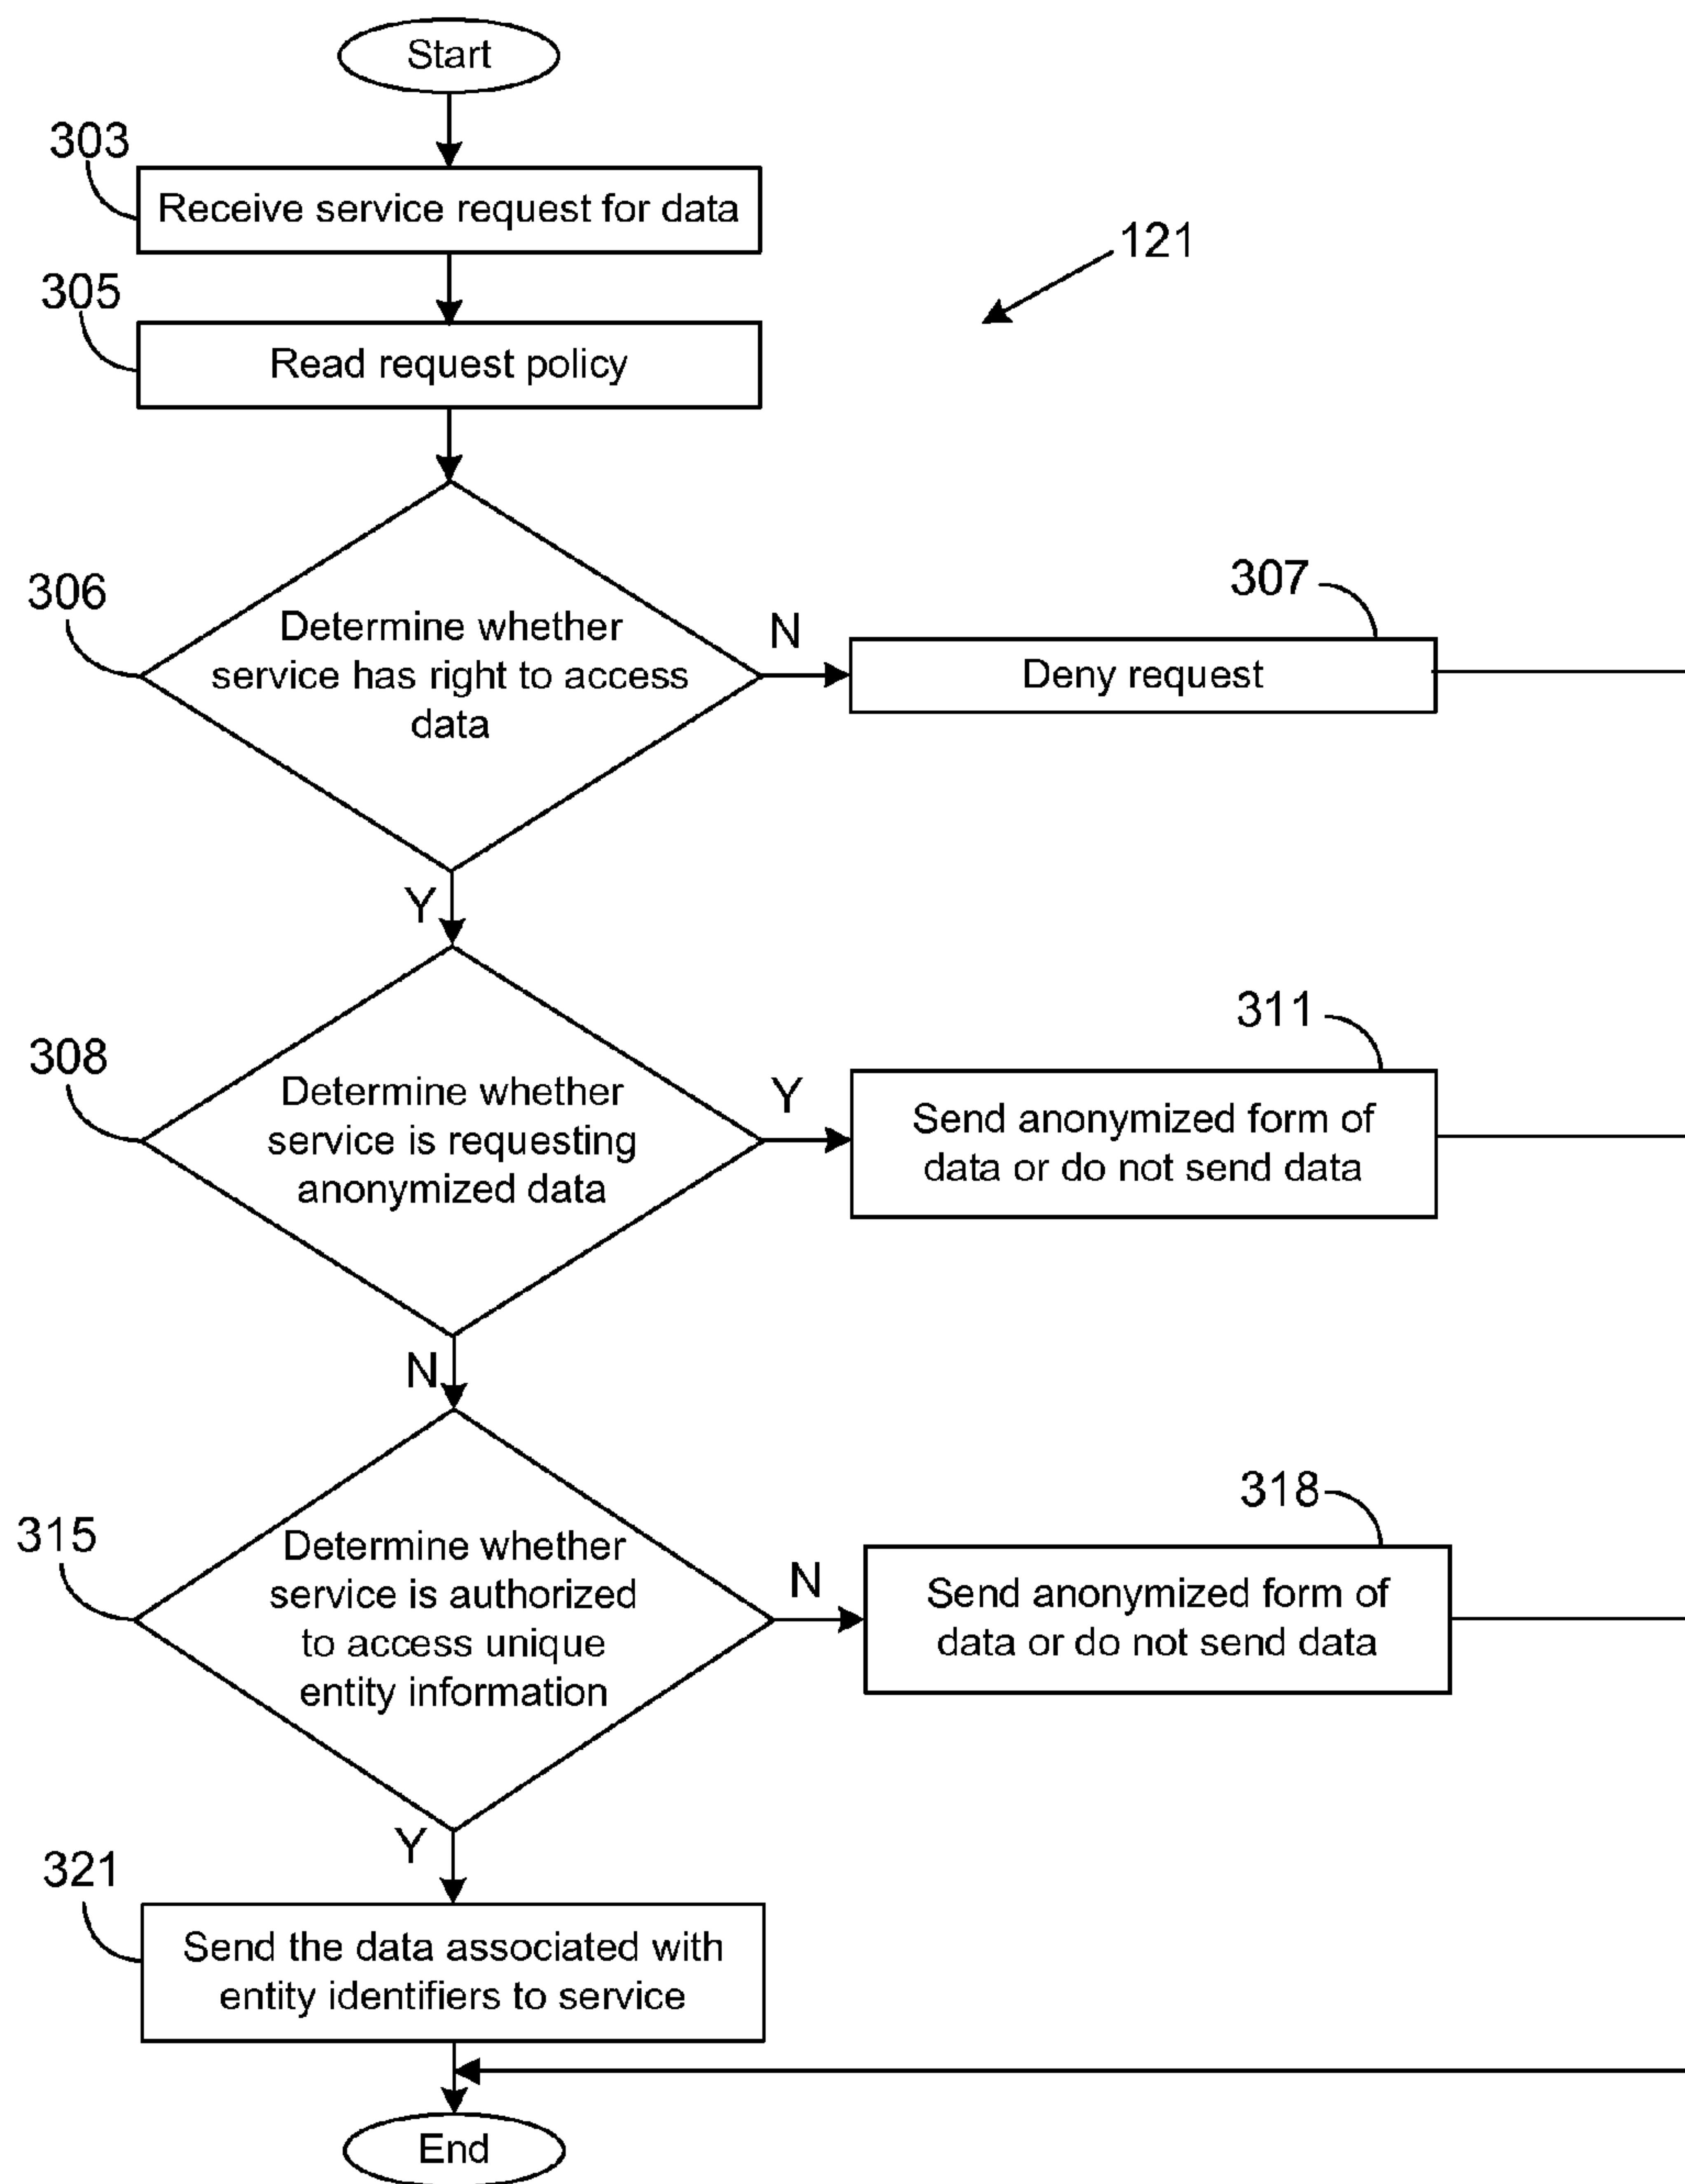 Start
303
Receive service request for data
121
305
Read request policy
306
Determine whether
service has right to access
data
N
307
Deny request
Y
308
Determine whether
service is requesting
anonymized data
Y
311
Send anonymized form of
data or do not send data
N
315
Determine whether
service is authorized
to access unique
entity information
N
318
Send anonymized form of
data or do not send data
Y
321
Send the data associated with
entity identifiers to service
End